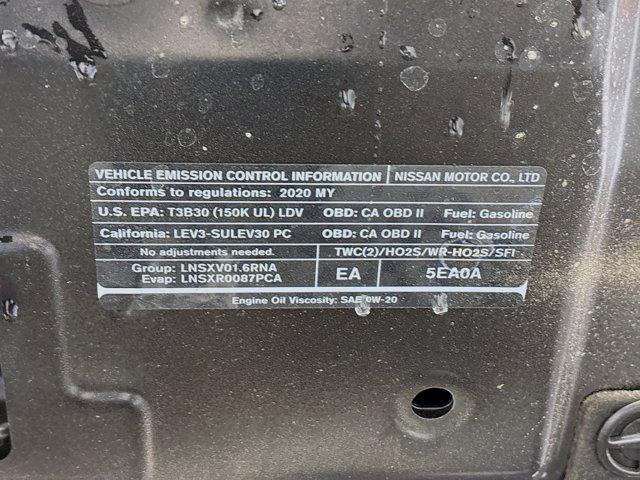 VEHICLE EMISSION CONTROL INFORMATION NISSAN MOTOR CO., LTD
Conforms to regulations: 2020 MY
U.S. EPA: T3B30 (150K UL) LDV OBD: CA OBD II Fuel: Gasoline
California: LEV3-SULEV30 PC OBD: CA OBD II Fuel: Gasoline
No adjustments needed. TWC(2)/HO2S/WR-HO2S/SFI
Group: LNSXV01.6RNA
Evap: LNSXR0087PCA
EA 5EA0A
Engine Oil Viscosity: SAE 0W-20